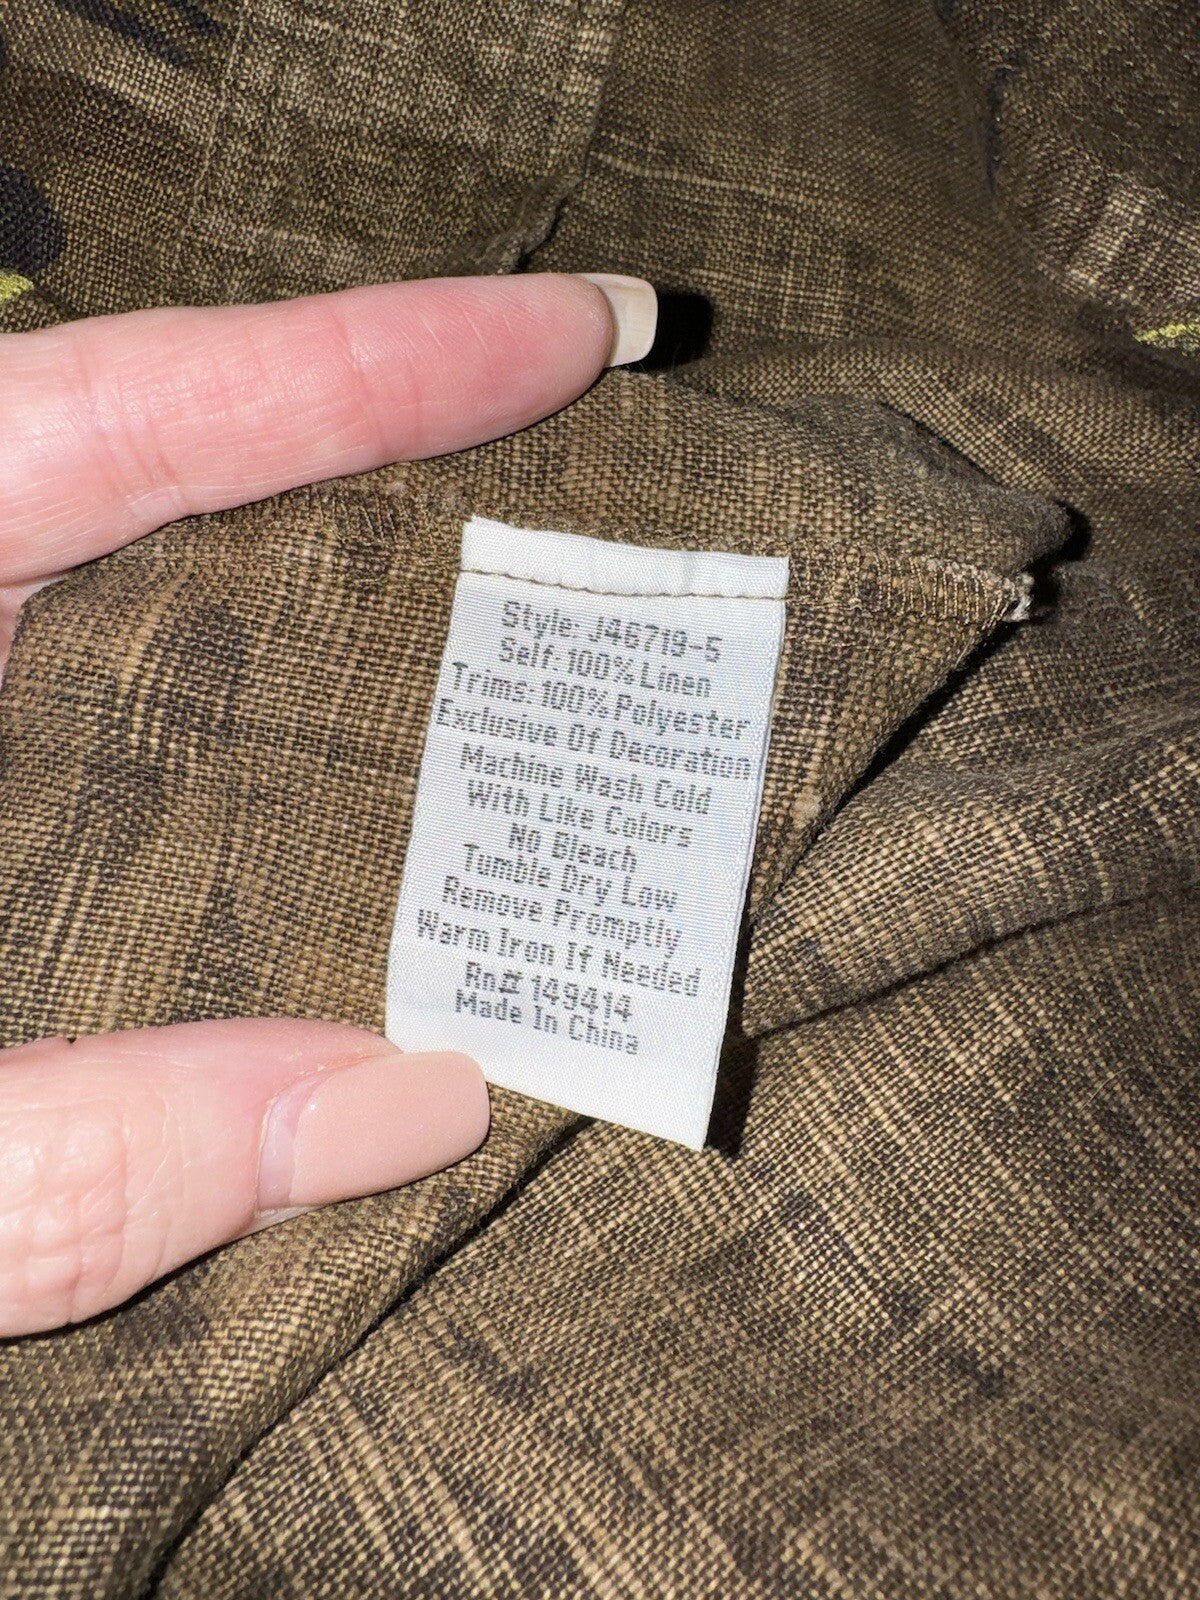 Style: J46719-5
Self: 100% Linen
Trims: 100% Polyester
Exclusive Of Decoration
Machine Wash Cold
With Like Colors
No Bleach
Tumble Dry Low
Remove Promptly
Warm Iron If Needed
Rn# 149414
Made In China